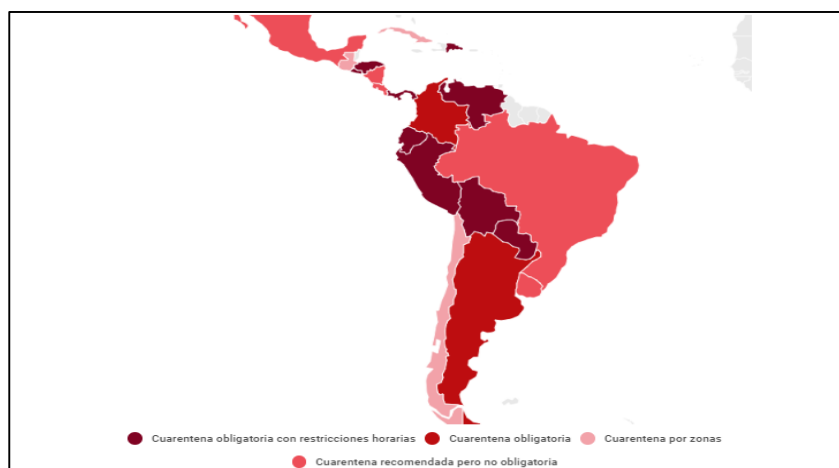 Cuarentena obligatoria con restricciones horarias Cuarentena obligatoria Cuarentena por zonas
Cuarentena recomendada pero no obligatoria